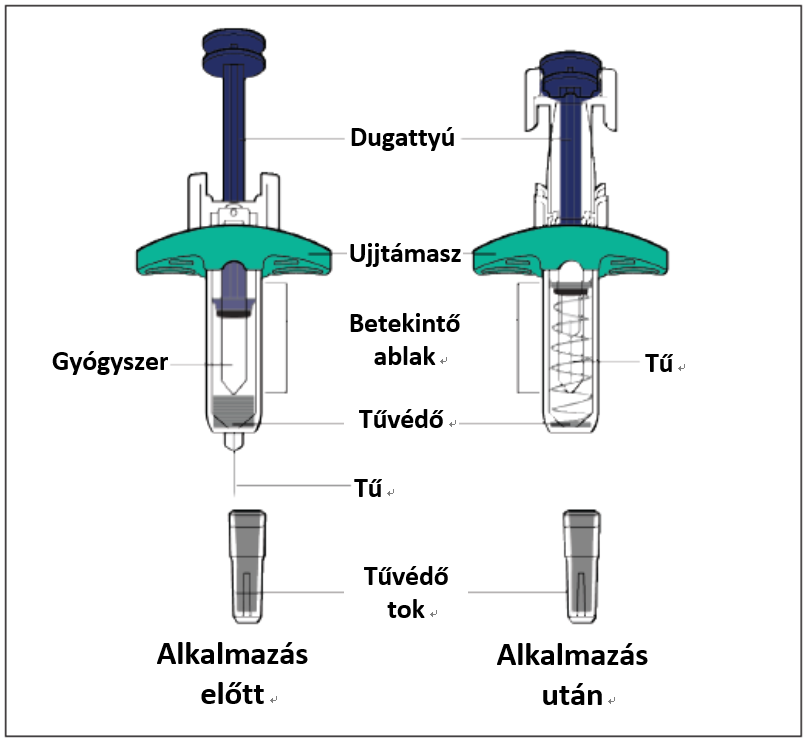 Dugattyú
Ujjtámasz
Betekintő
ablak
Gyógyszer
Tű
Tűvédő
Tű
Tűvédő
tok
Alkalmazás
előtt
Alkalmazás
után